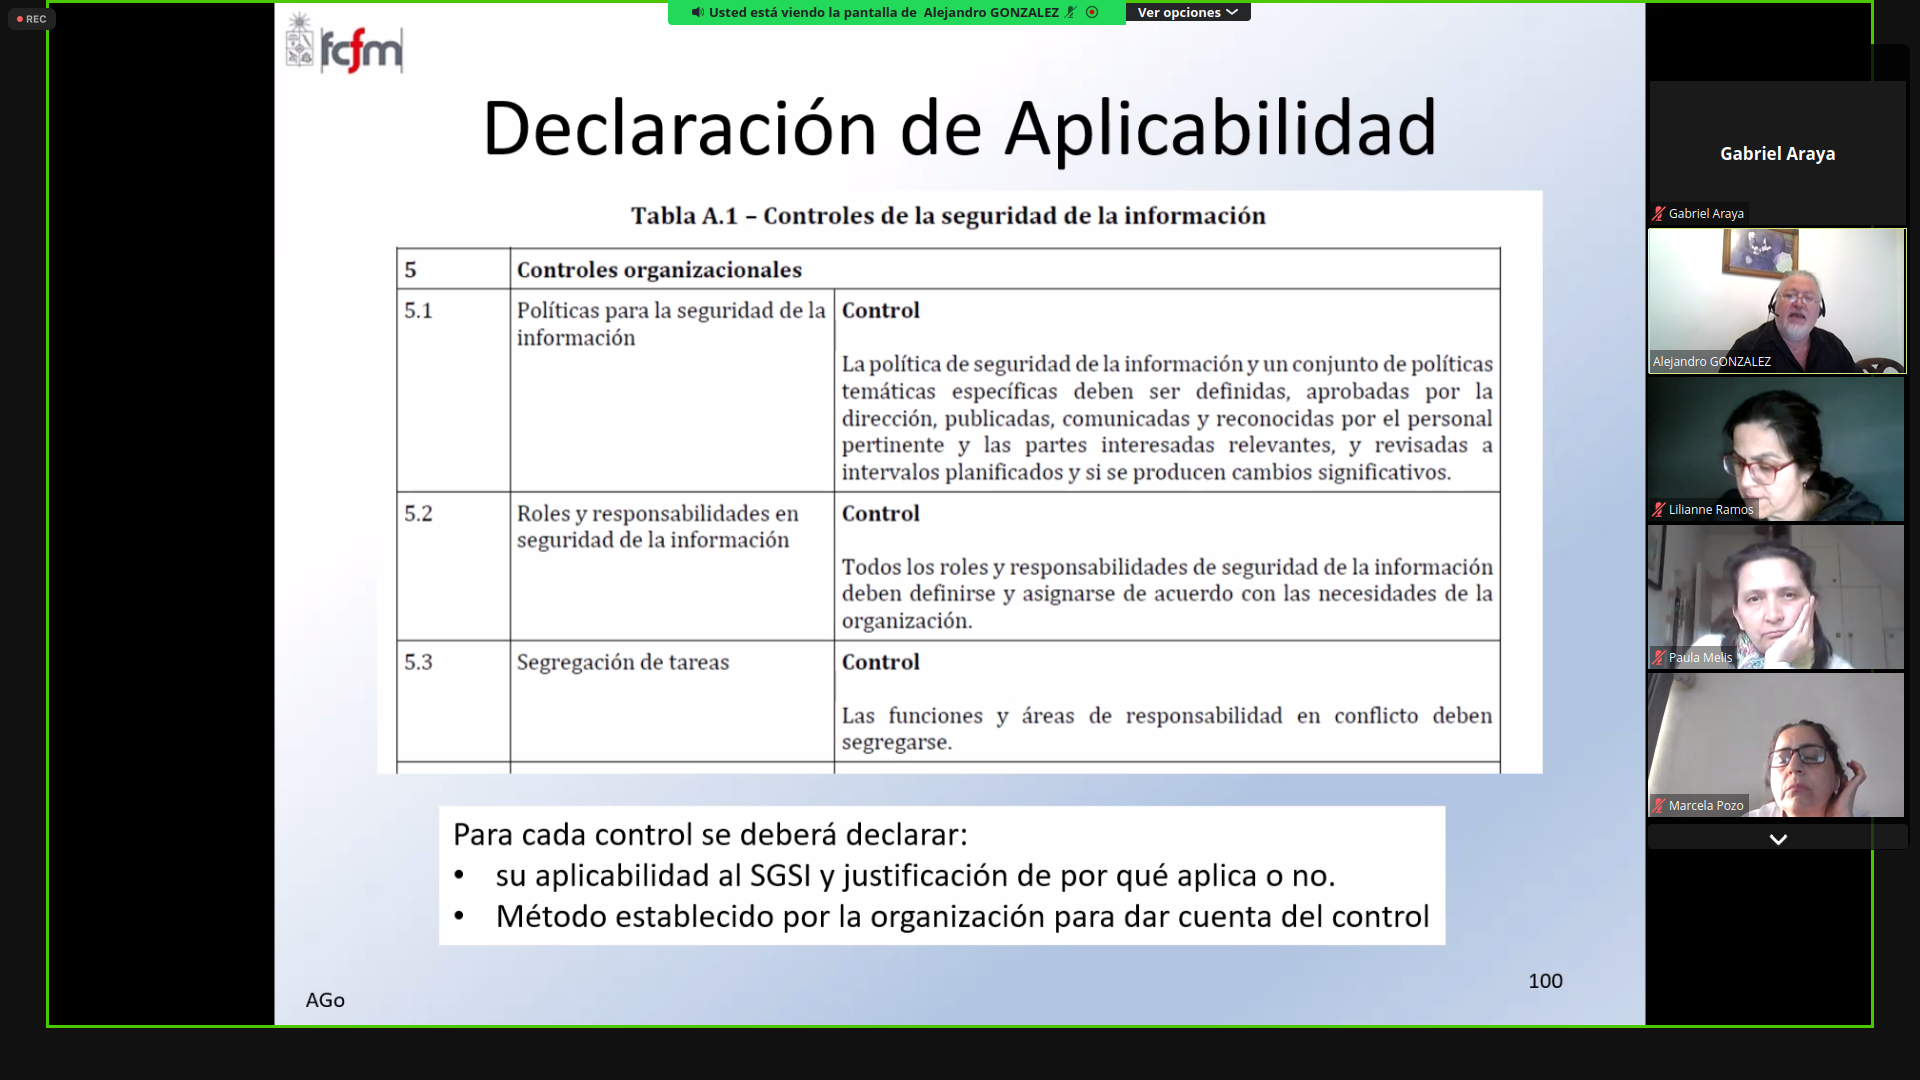 REC
Usted está viendo la pantalla de Alejandro GONZALEZ
Ver opciones
fcfm
Declaración de Aplicabilidad
Tabla A.1 – Controles de la seguridad de la información
5 Controles organizacionales
5.1 Políticas para la seguridad de la información
Control
La política de seguridad de la información y un conjunto de políticas
temáticas específicas deben ser definidas, aprobadas por la
dirección, publicadas, comunicadas y reconocidas por el personal
pertinente y las partes interesadas relevantes, y revisadas a
intervalos planificados y si se producen cambios significativos.
5.2 Roles y responsabilidades en
seguridad de la información
Control
Todos los roles y responsabilidades de seguridad de la información
deben definirse y asignarse de acuerdo con las necesidades de la
organización.
5.3 Segregación de tareas
Control
Las funciones y áreas de responsabilidad en conflicto deben
segregarse.
Para cada control se deberá declarar:
• su aplicabilidad al SGSI y justificación de por qué aplica o no.
• Método establecido por la organización para dar cuenta del control
AGo
100
Gabriel Araya
Gabriel Araya
Alejandro GONZALEZ
Lilianne Ramos
Paula Melis
Marcela Pozo